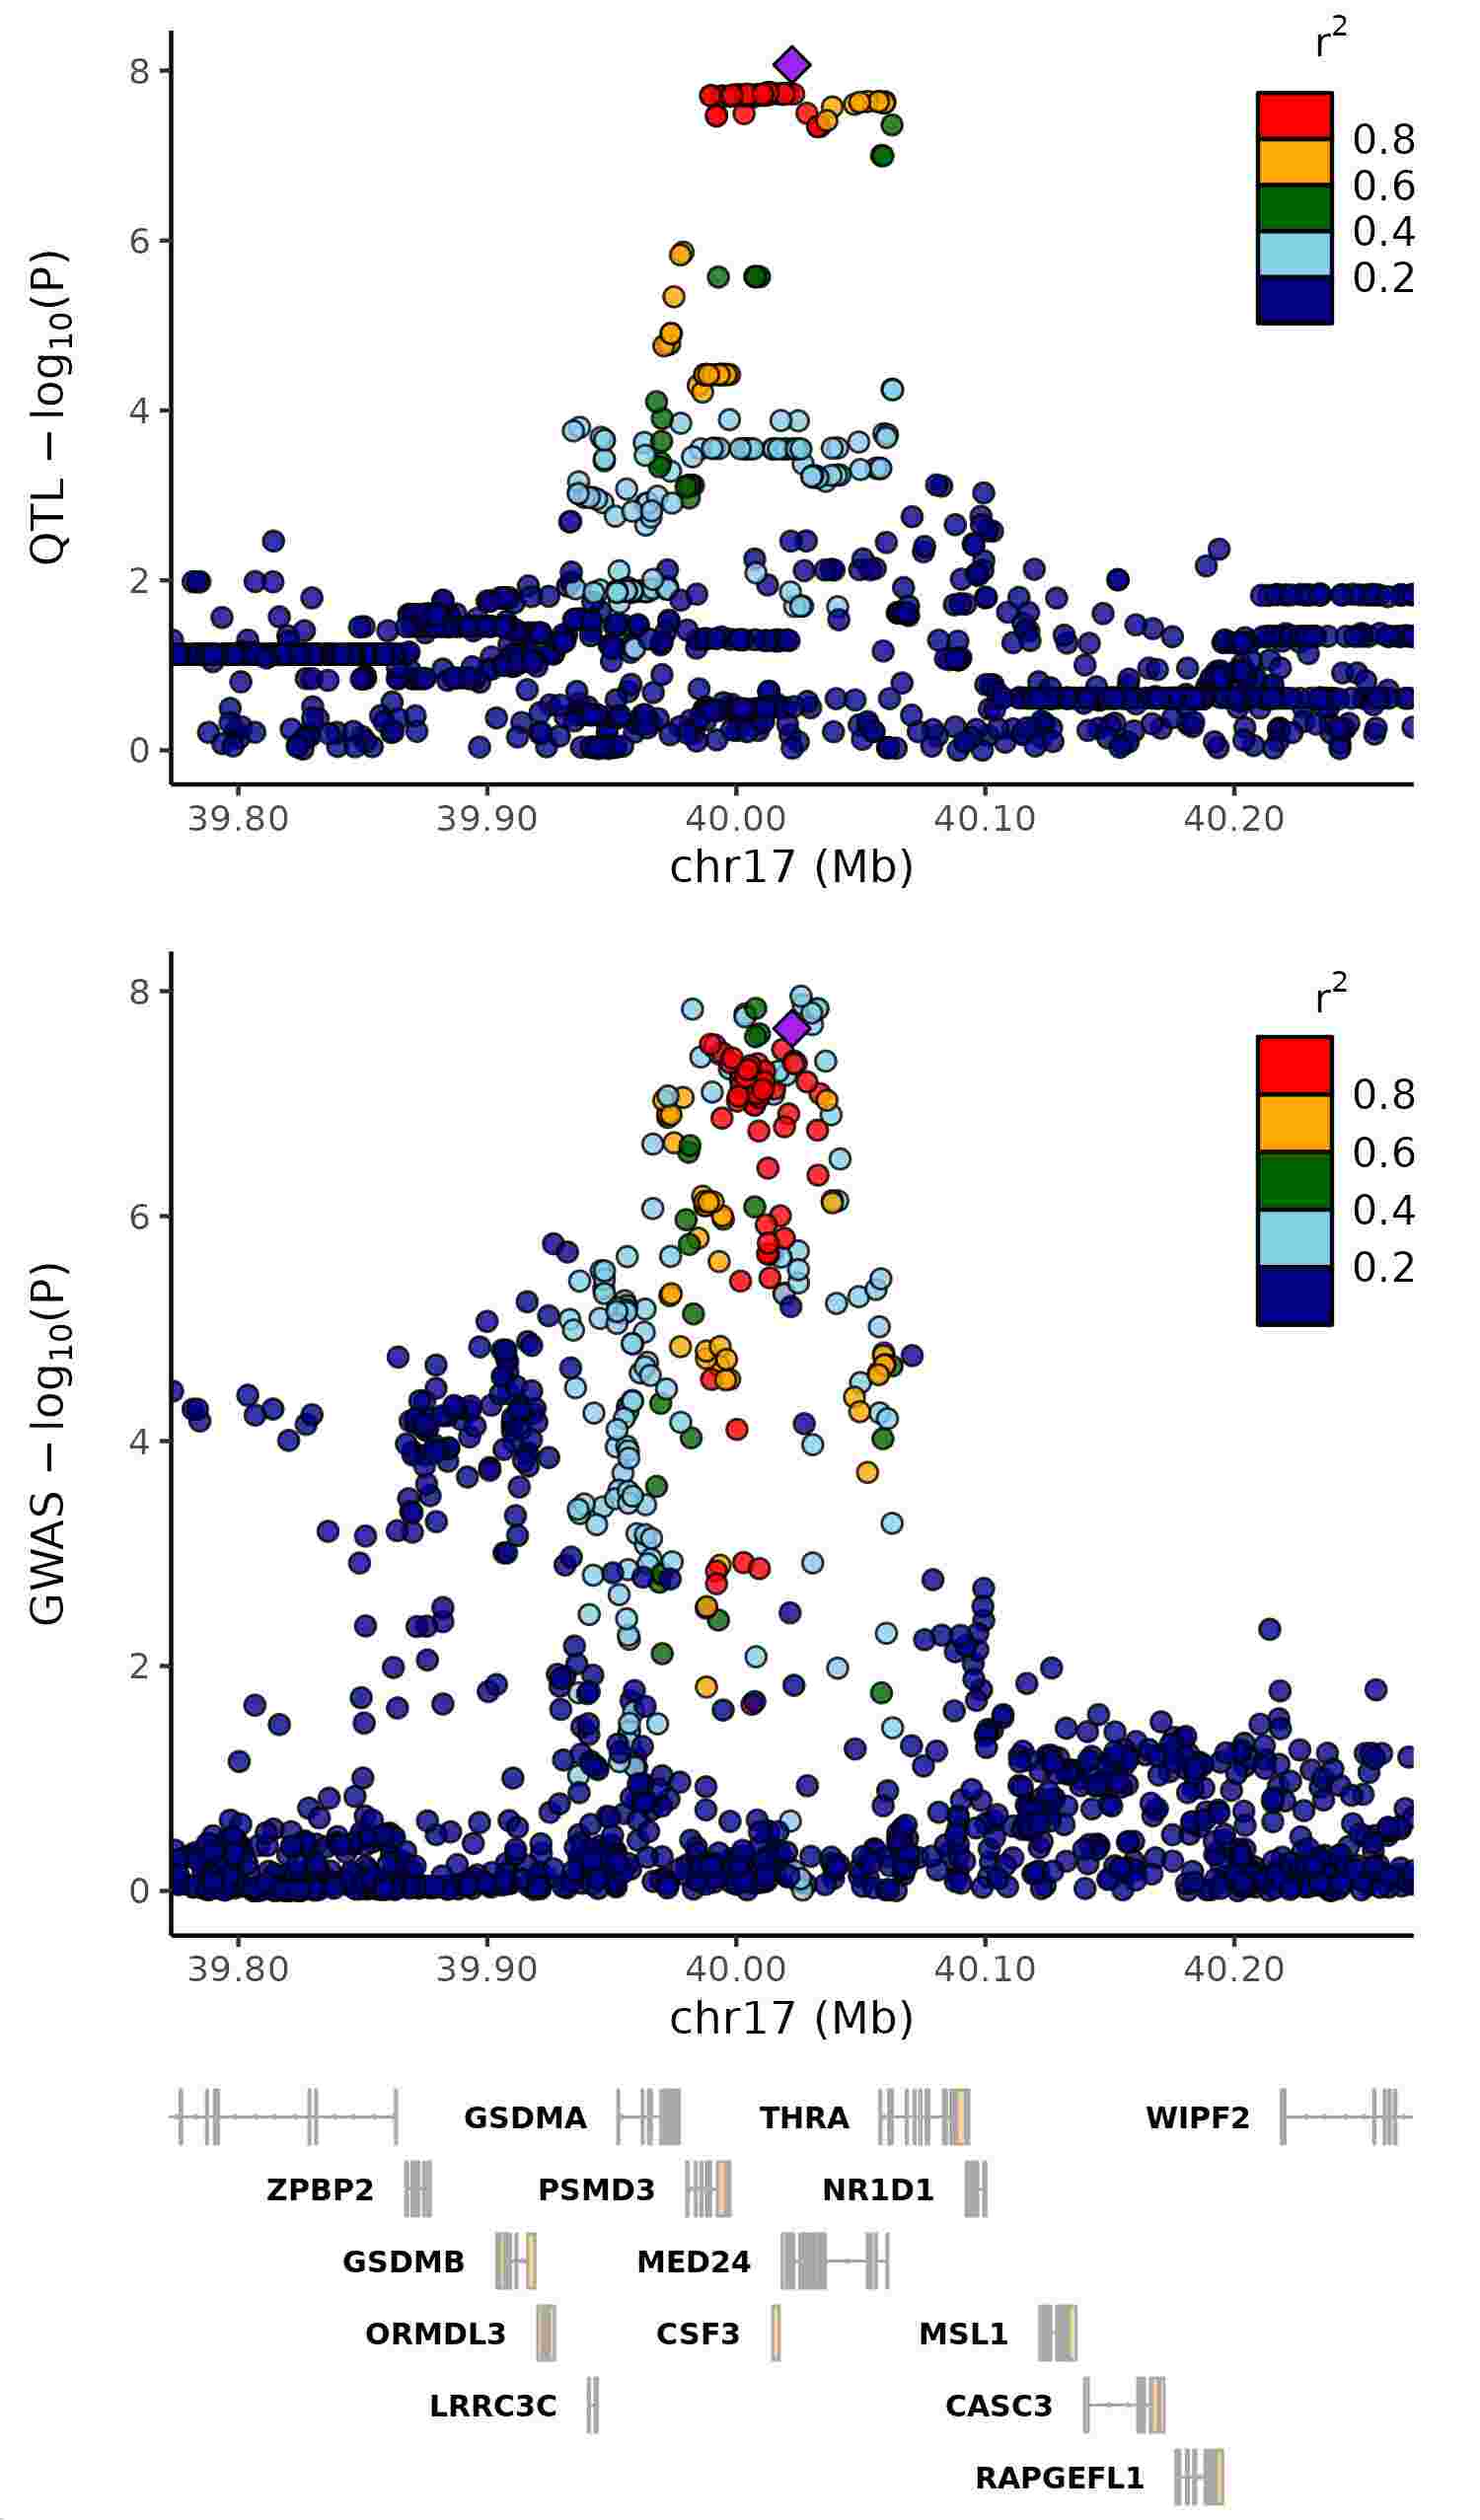 r2
8
6
4
2
0
0.8
0.6
0.4
0.2
QTL −log10(P)
39.80 39.90 40.00 40.10 40.20
chr17 (Mb)
r2
8
6
4
2
0
0.8
0.6
0.4
0.2
GWAS −log10(P)
39.80 39.90 40.00 40.10 40.20
chr17 (Mb)
GSDMA THRA WIPF2
ZPBP2 PSMD3 NR1D1
GSDMB MED24
ORMDL3 CSF3 MSL1
LRRC3C CASC3
RAPGEFL1